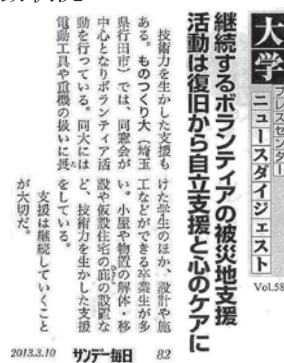 大学
プレスセンター
ニュースダイジェスト
Vol.58
継続するボランティアの被災地支援
活動は復旧から自立支援と心のケアに
技術力を生かした支援も
ある。ものつくり大(埼玉
県行田市)では、同窓会が
中心となりボランティア活
動を行っている。同大には
電動工具や重機の扱いに長
た
けた学生のほか、設計や施
工などができる卒業生が多
い。小屋や物置の解体・移
設や仮設住宅の庇の設置な
ど、技術力を生かした支援
をしている。
支援は継続していくこと
が大切だ。
2013.3.10 サンデー毎日 82